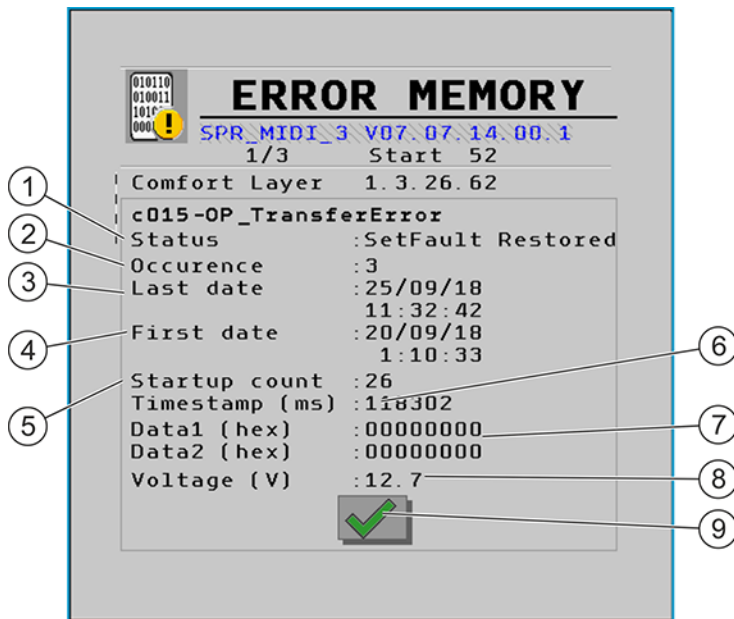 010110
010011
ERROR MEMORY
SPR_MIDI_3 V07.07.14.00.1
1/3 Start 52
Comfort Layer 1.3.26.62
c015-OP_TransferError
Status :SetFault Restored
Occurence :3
Last date :25/09/18
11:32:42
First date :20/09/18
1:10:33
Startup count :26
Timestamp (ms) :118302
Data1 (hex) :00000000
Data2 (hex) :00000000
Voltage (V) :12.7
1
2
3
4
5
6
7
8
9